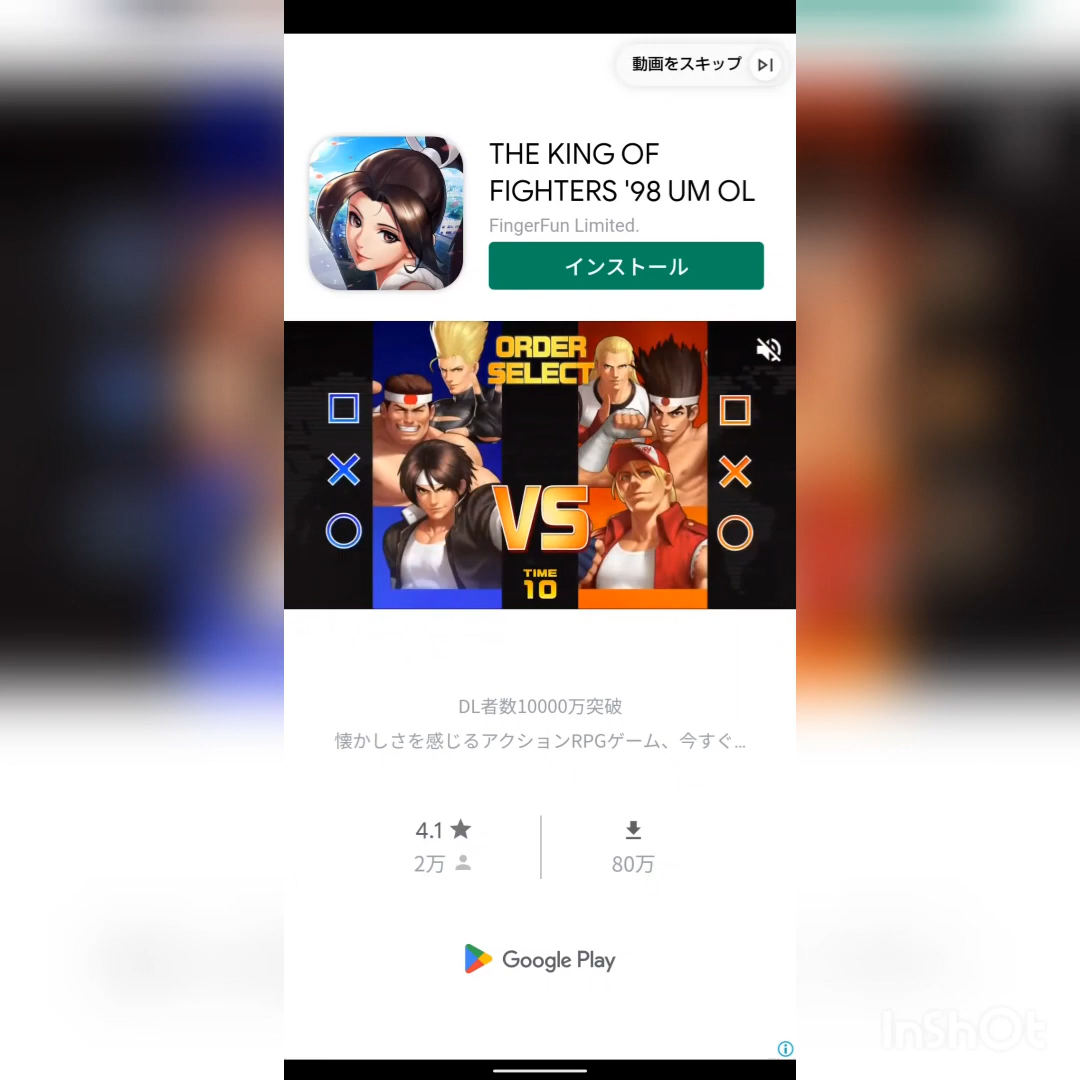 動画をスキップ
THE KING OF
FIGHTERS '98 UM OL
FingerFun Limited.
インストール
ORDER
SELECT
VS
TIME
10
DL者数10000万突破
懐かしさを感じるアクションRPGゲーム、今すぐ...
4.1
2万
80万
Google Play
InShOt